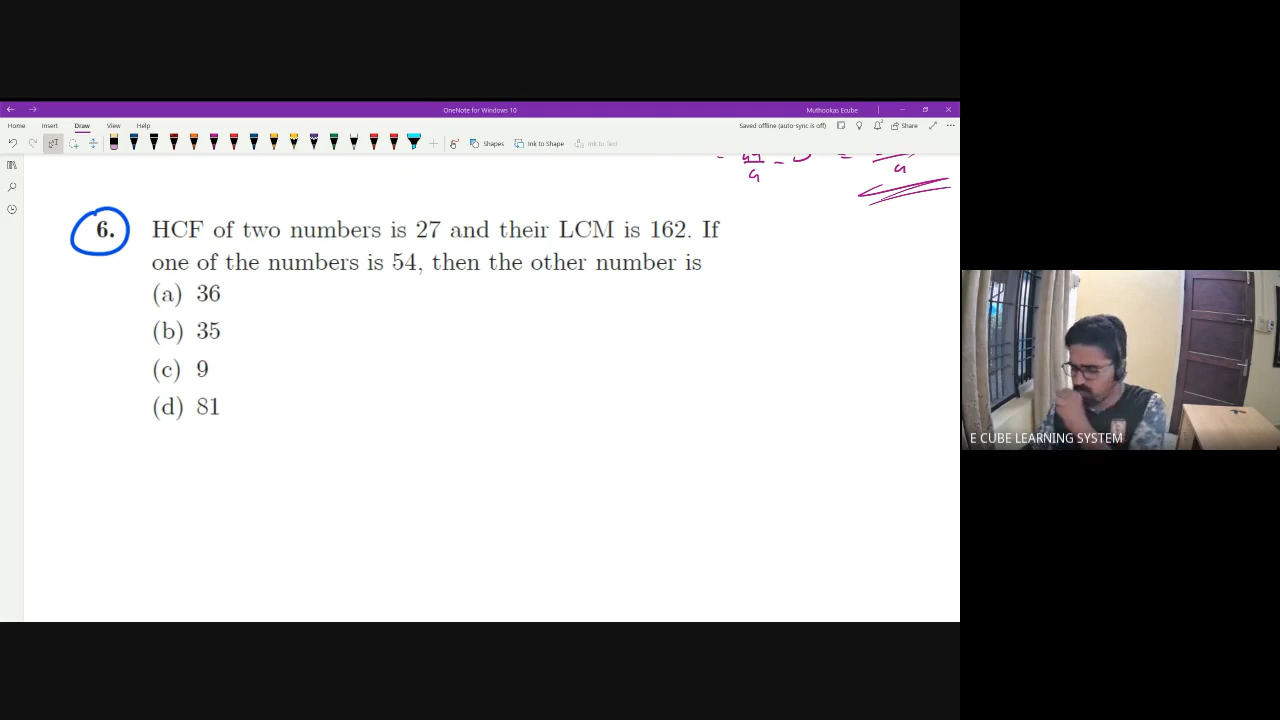 OneNote for Windows 10
Muthookas Ecube
Home Insert Draw View Help
Saved offline (auto-sync is off)
Share
Shapes
Ink to Shape
Ink to Text
6. HCF of two numbers is 27 and their LCM is 162. If
one of the numbers is 54, then the other number is
(a) 36
(b) 35
(c) 9
(d) 81
E CUBE LEARNING SYSTEM